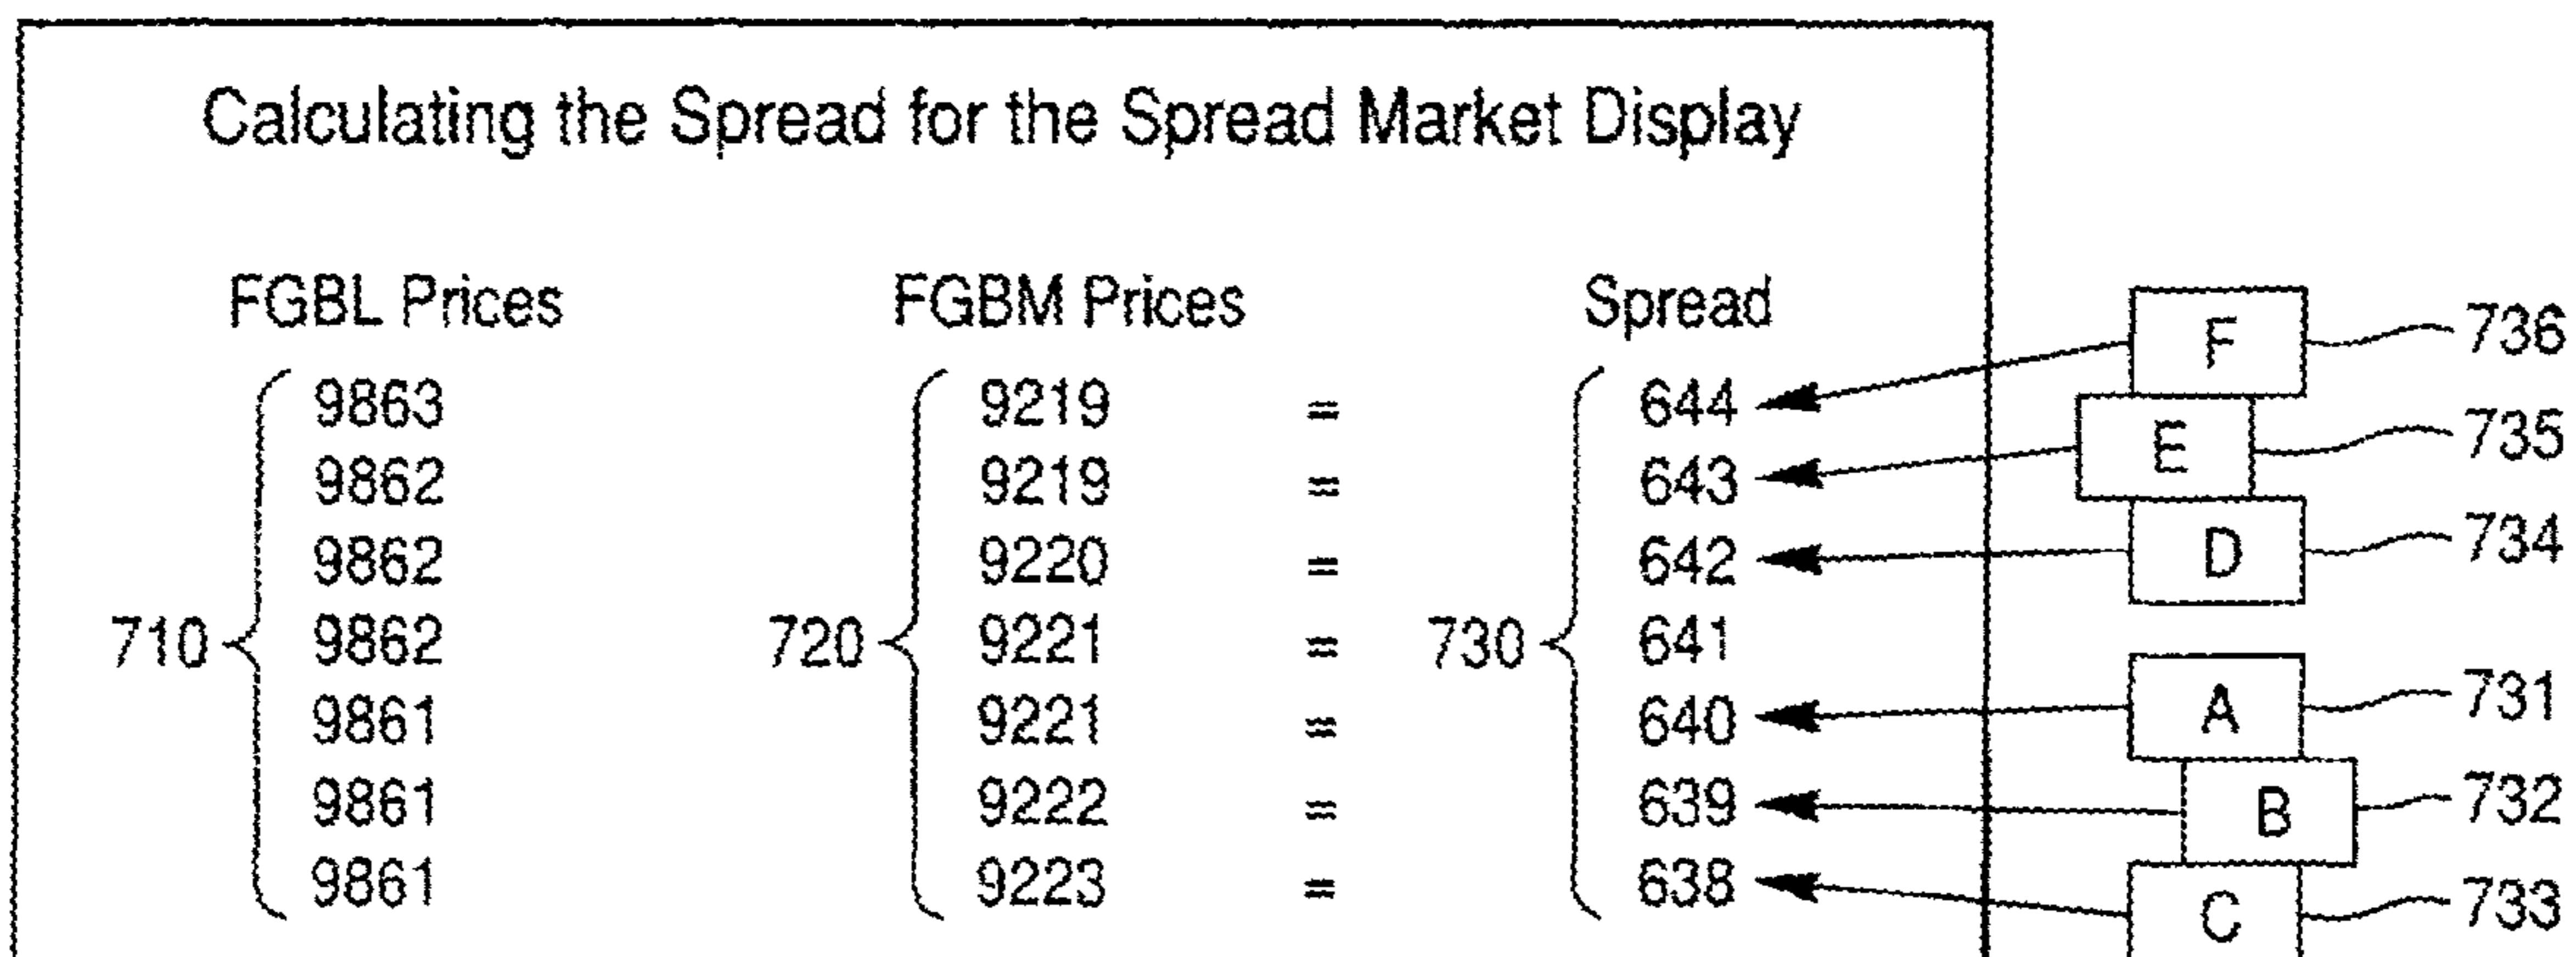 Calculating the Spread for the Spread Market Display
FGBL Prices FGBM Prices Spread
F 736
9863 9219 = 644
E 735
9862 9219 = 643
D 734
9862 9220 = 642
710 9862 720 9221 = 730 641
A 731
9861 9221 = 640
B 732
9861 9222 = 639
9861 9223 = 638
C 733